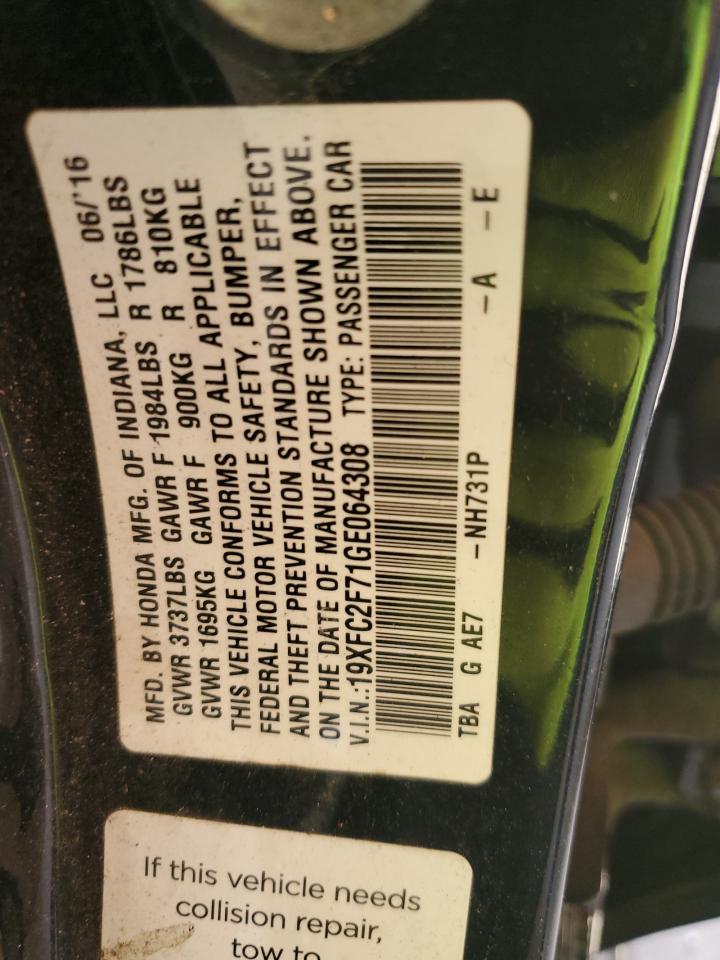 MFD. BY HONDA MFG. OF INDIANA, LLC 06/'16
GVWR 3737LBS GAWR F 1984LBS R 1786LBS
GVWR 1695KG GAWR F 900KG R 810KG
THIS VEHICLE CONFORMS TO ALL APPLICABLE
FEDERAL MOTOR VEHICLE SAFETY, BUMPER,
AND THEFT PREVENTION STANDARDS IN EFFECT
ON THE DATE OF MANUFACTURE SHOWN ABOVE.
V.I.N.:19XFC2F71GE064308 TYPE: PASSENGER CAR
TBA G AE7 -NH731P -A -E
If this vehicle needs
collision repair,
tow to